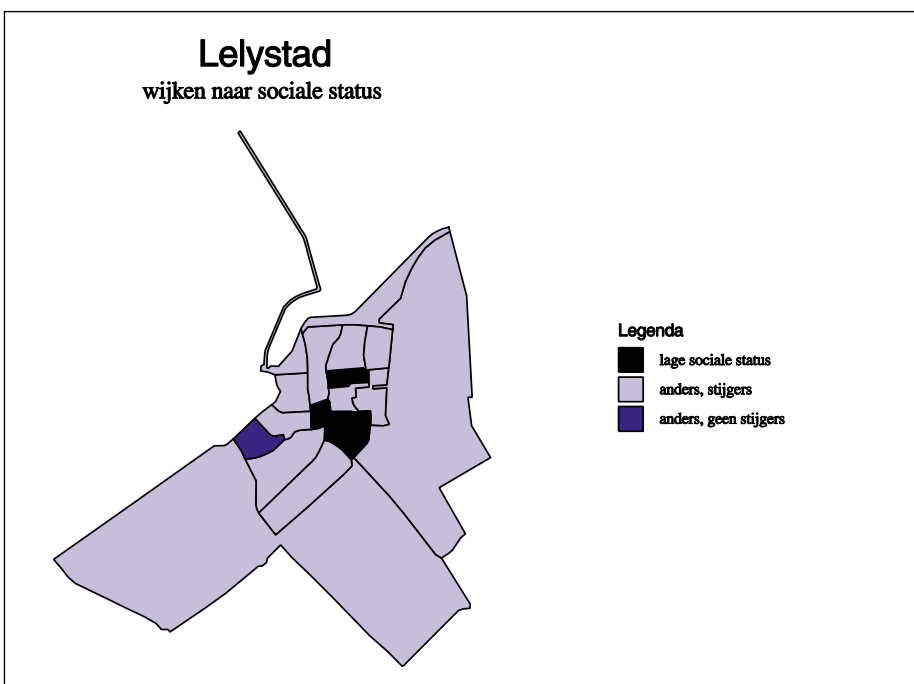 Lelystad
wijken naar sociale status
Legenda
lage sociale status
anders, stijgers
anders, geen stijgers